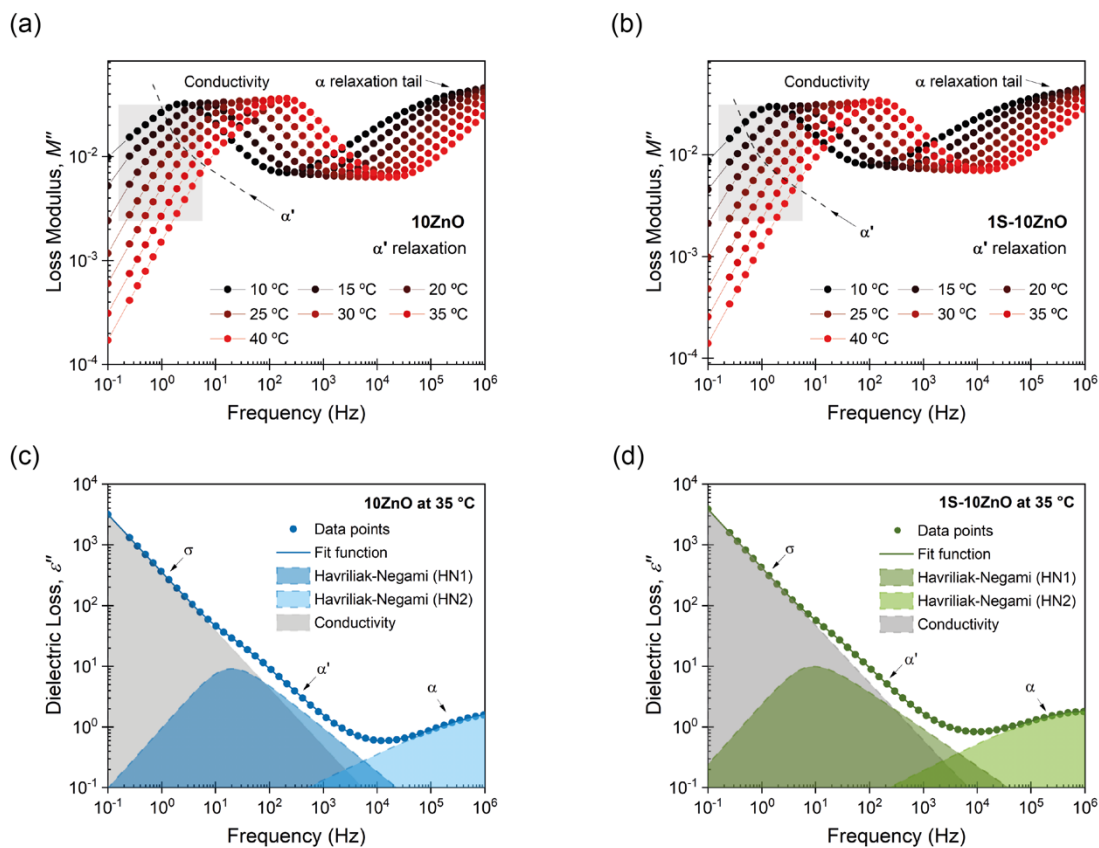 (a)
Loss Modulus, M″
10⁻²
10⁻³
10⁻⁴
Conductivity
α relaxation tail
α'
10ZnO
α' relaxation
10 ºC 15 ºC 20 ºC
25 ºC 30 ºC 35 ºC
40 ºC
10⁻¹ 10⁰ 10¹ 10² 10³ 10⁴ 10⁵ 10⁶
Frequency (Hz)
(b)
Loss Modulus, M″
10⁻²
10⁻³
10⁻⁴
Conductivity
α relaxation tail
α'
1S-10ZnO
α' relaxation
10 ºC 15 ºC 20 ºC
25 ºC 30 ºC 35 ºC
40 ºC
10⁻¹ 10⁰ 10¹ 10² 10³ 10⁴ 10⁵ 10⁶
Frequency (Hz)
(c)
Dielectric Loss, ε″
10⁴
10³
10²
10¹
10⁰
10⁻¹
10ZnO at 35 °C
Data points
Fit function
Havriliak-Negami (HN1)
Havriliak-Negami (HN2)
Conductivity
σ
α'
α
10⁻¹ 10⁰ 10¹ 10² 10³ 10⁴ 10⁵ 10⁶
Frequency (Hz)
(d)
Dielectric Loss, ε″
10⁴
10³
10²
10¹
10⁰
10⁻¹
1S-10ZnO at 35 °C
Data points
Fit function
Havriliak-Negami (HN1)
Havriliak-Negami (HN2)
Conductivity
σ
α'
α
10⁻¹ 10⁰ 10¹ 10² 10³ 10⁴ 10⁵ 10⁶
Frequency (Hz)